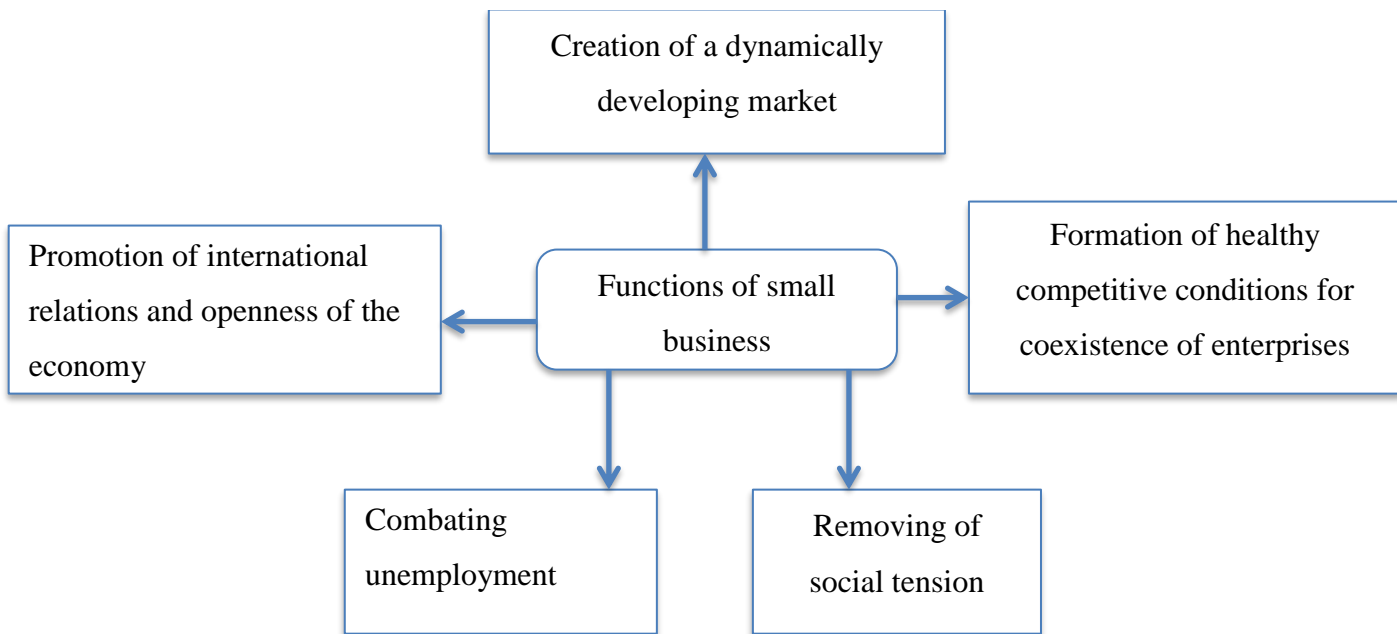 Creation of a dynamically
developing market
Promotion of international
relations and openness of the
economy
Functions of small
business
Formation of healthy
competitive conditions for
coexistence of enterprises
Combating
unemployment
Removing of
social tension